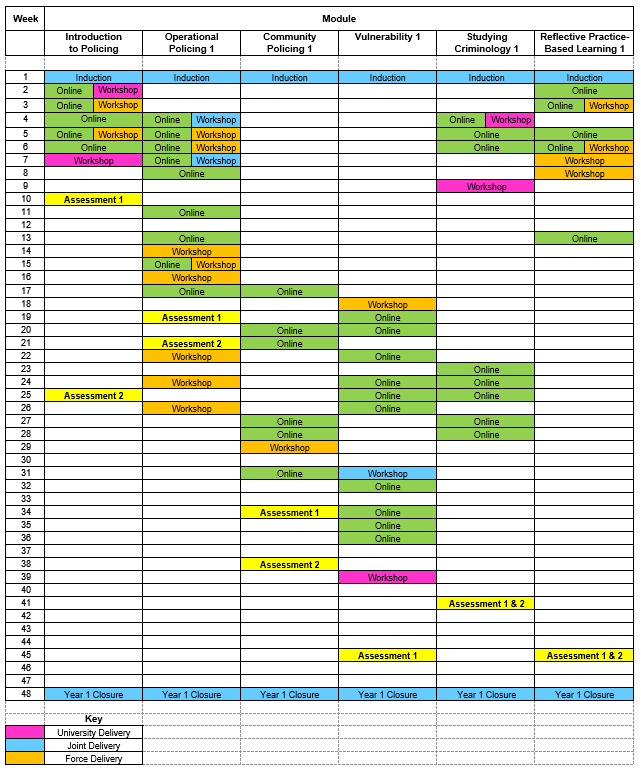 Week Module
Introduction to Policing Operational Policing 1 Community Policing 1 Vulnerability 1 Studying Criminology 1 Reflective Practice-Based Learning 1
1 Induction Induction Induction Induction Induction Induction
2 Online Workshop Online
3 Online Workshop Online Workshop
4 Online Online Workshop Online Workshop
5 Online Workshop Online Workshop Online Online
6 Online Online Workshop Online Online Workshop
7 Workshop Online Workshop Workshop
8 Online Workshop
9 Workshop
10 Assessment 1
11 Online
12
13 Online Online
14 Workshop
15 Online Workshop
16 Workshop
17 Online Online
18 Workshop
19 Assessment 1 Online
20 Online Online
21 Assessment 2 Online
22 Workshop Online
23 Online
24 Workshop Online Online
25 Assessment 2 Online Online
26 Workshop Online
27 Online Online
28 Online Online
29 Workshop
30
31 Online Workshop
32 Online
33
34 Assessment 1 Online
35 Online
36 Online
37
38 Assessment 2
39 Workshop
40
41 Assessment 1 & 2
42
43
44
45 Assessment 1 Assessment 1 & 2
46
47
48 Year 1 Closure Year 1 Closure Year 1 Closure Year 1 Closure Year 1 Closure Year 1 Closure
Key
University Delivery
Joint Delivery
Force Delivery